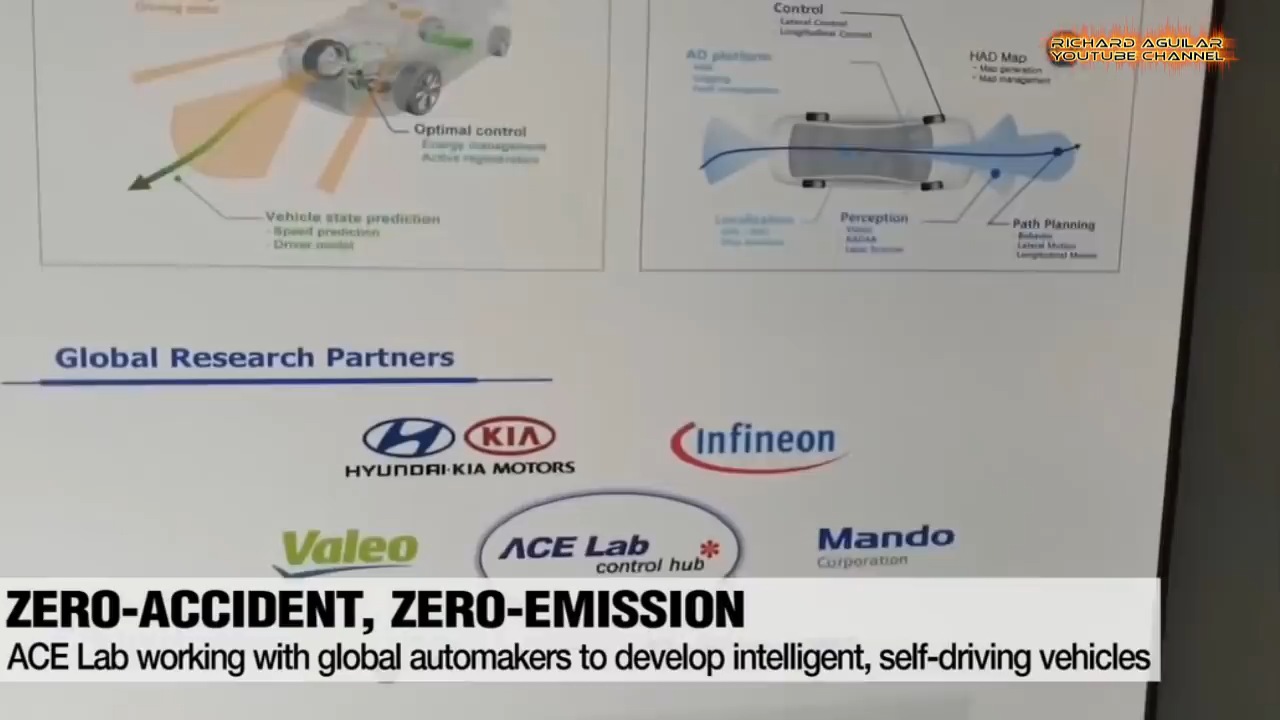 Control
- Lateral Control
- Longitudinal Control
RICHARD AGUILAR
YOUTUBE CHANNEL
AD platform
HAD Map
• Map generation
• Map management
Optimal control
Energy management
Active regeneration
Vehicle state prediction
- Speed prediction
- Driver model
Perception
RADAR
Path Planning
Behavior
Lateral Motion
Longitudinal Motion
Global Research Partners
KIA
HYUNDAI·KIA MOTORS
Infineon
Valeo
ACE Lab
control hub
Mando
Corporation
ZERO-ACCIDENT, ZERO-EMISSION
ACE Lab working with global automakers to develop intelligent, self-driving vehicles